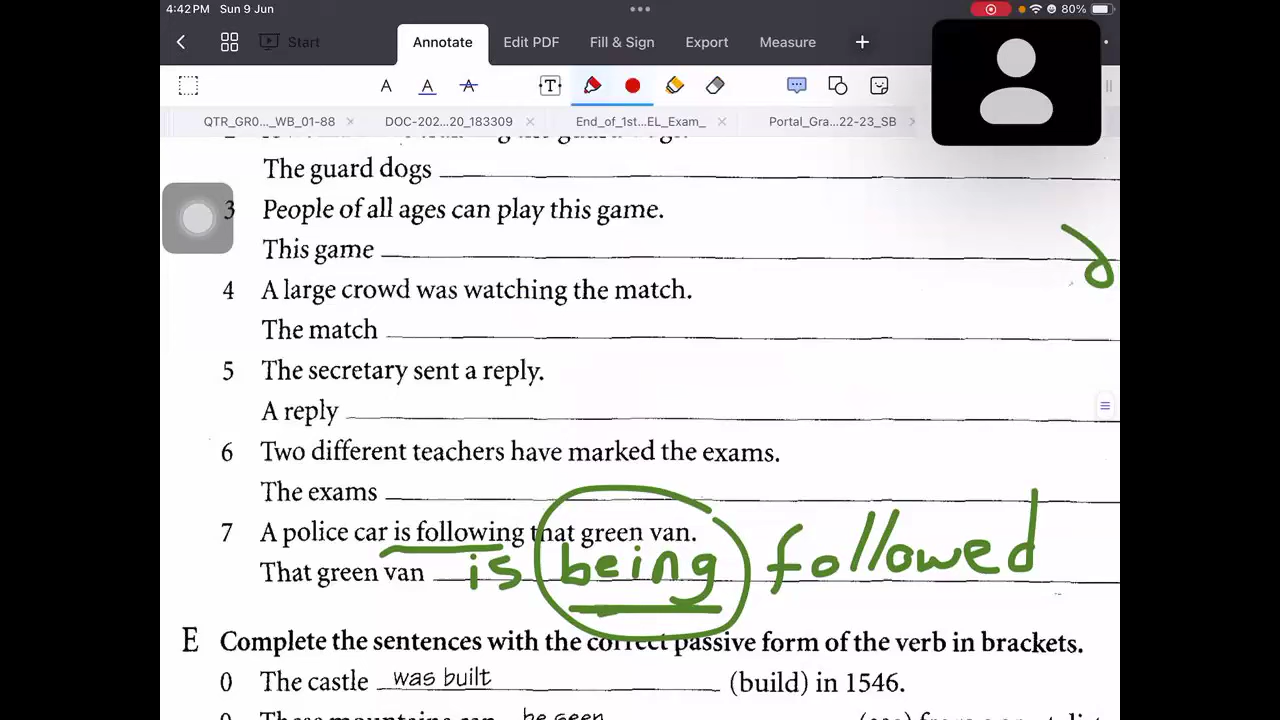 4:42 PM Sun 9 Jun 80%
Start Annotate Edit PDF Fill & Sign Export Measure
A A A T
QTR_GR0..._WB_01-88 DOC-202...20_183309 End_of_1st...EL_Exam_ Portal_Gra...22-23_SB
The guard dogs
3 People of all ages can play this game.
This game
4 A large crowd was watching the match.
The match
5 The secretary sent a reply.
A reply
6 Two different teachers have marked the exams.
The exams
7 A police car is following that green van.
That green van is being followed
E Complete the sentences with the correct passive form of the verb in brackets.
0 The castle was built (build) in 1546.
be seen